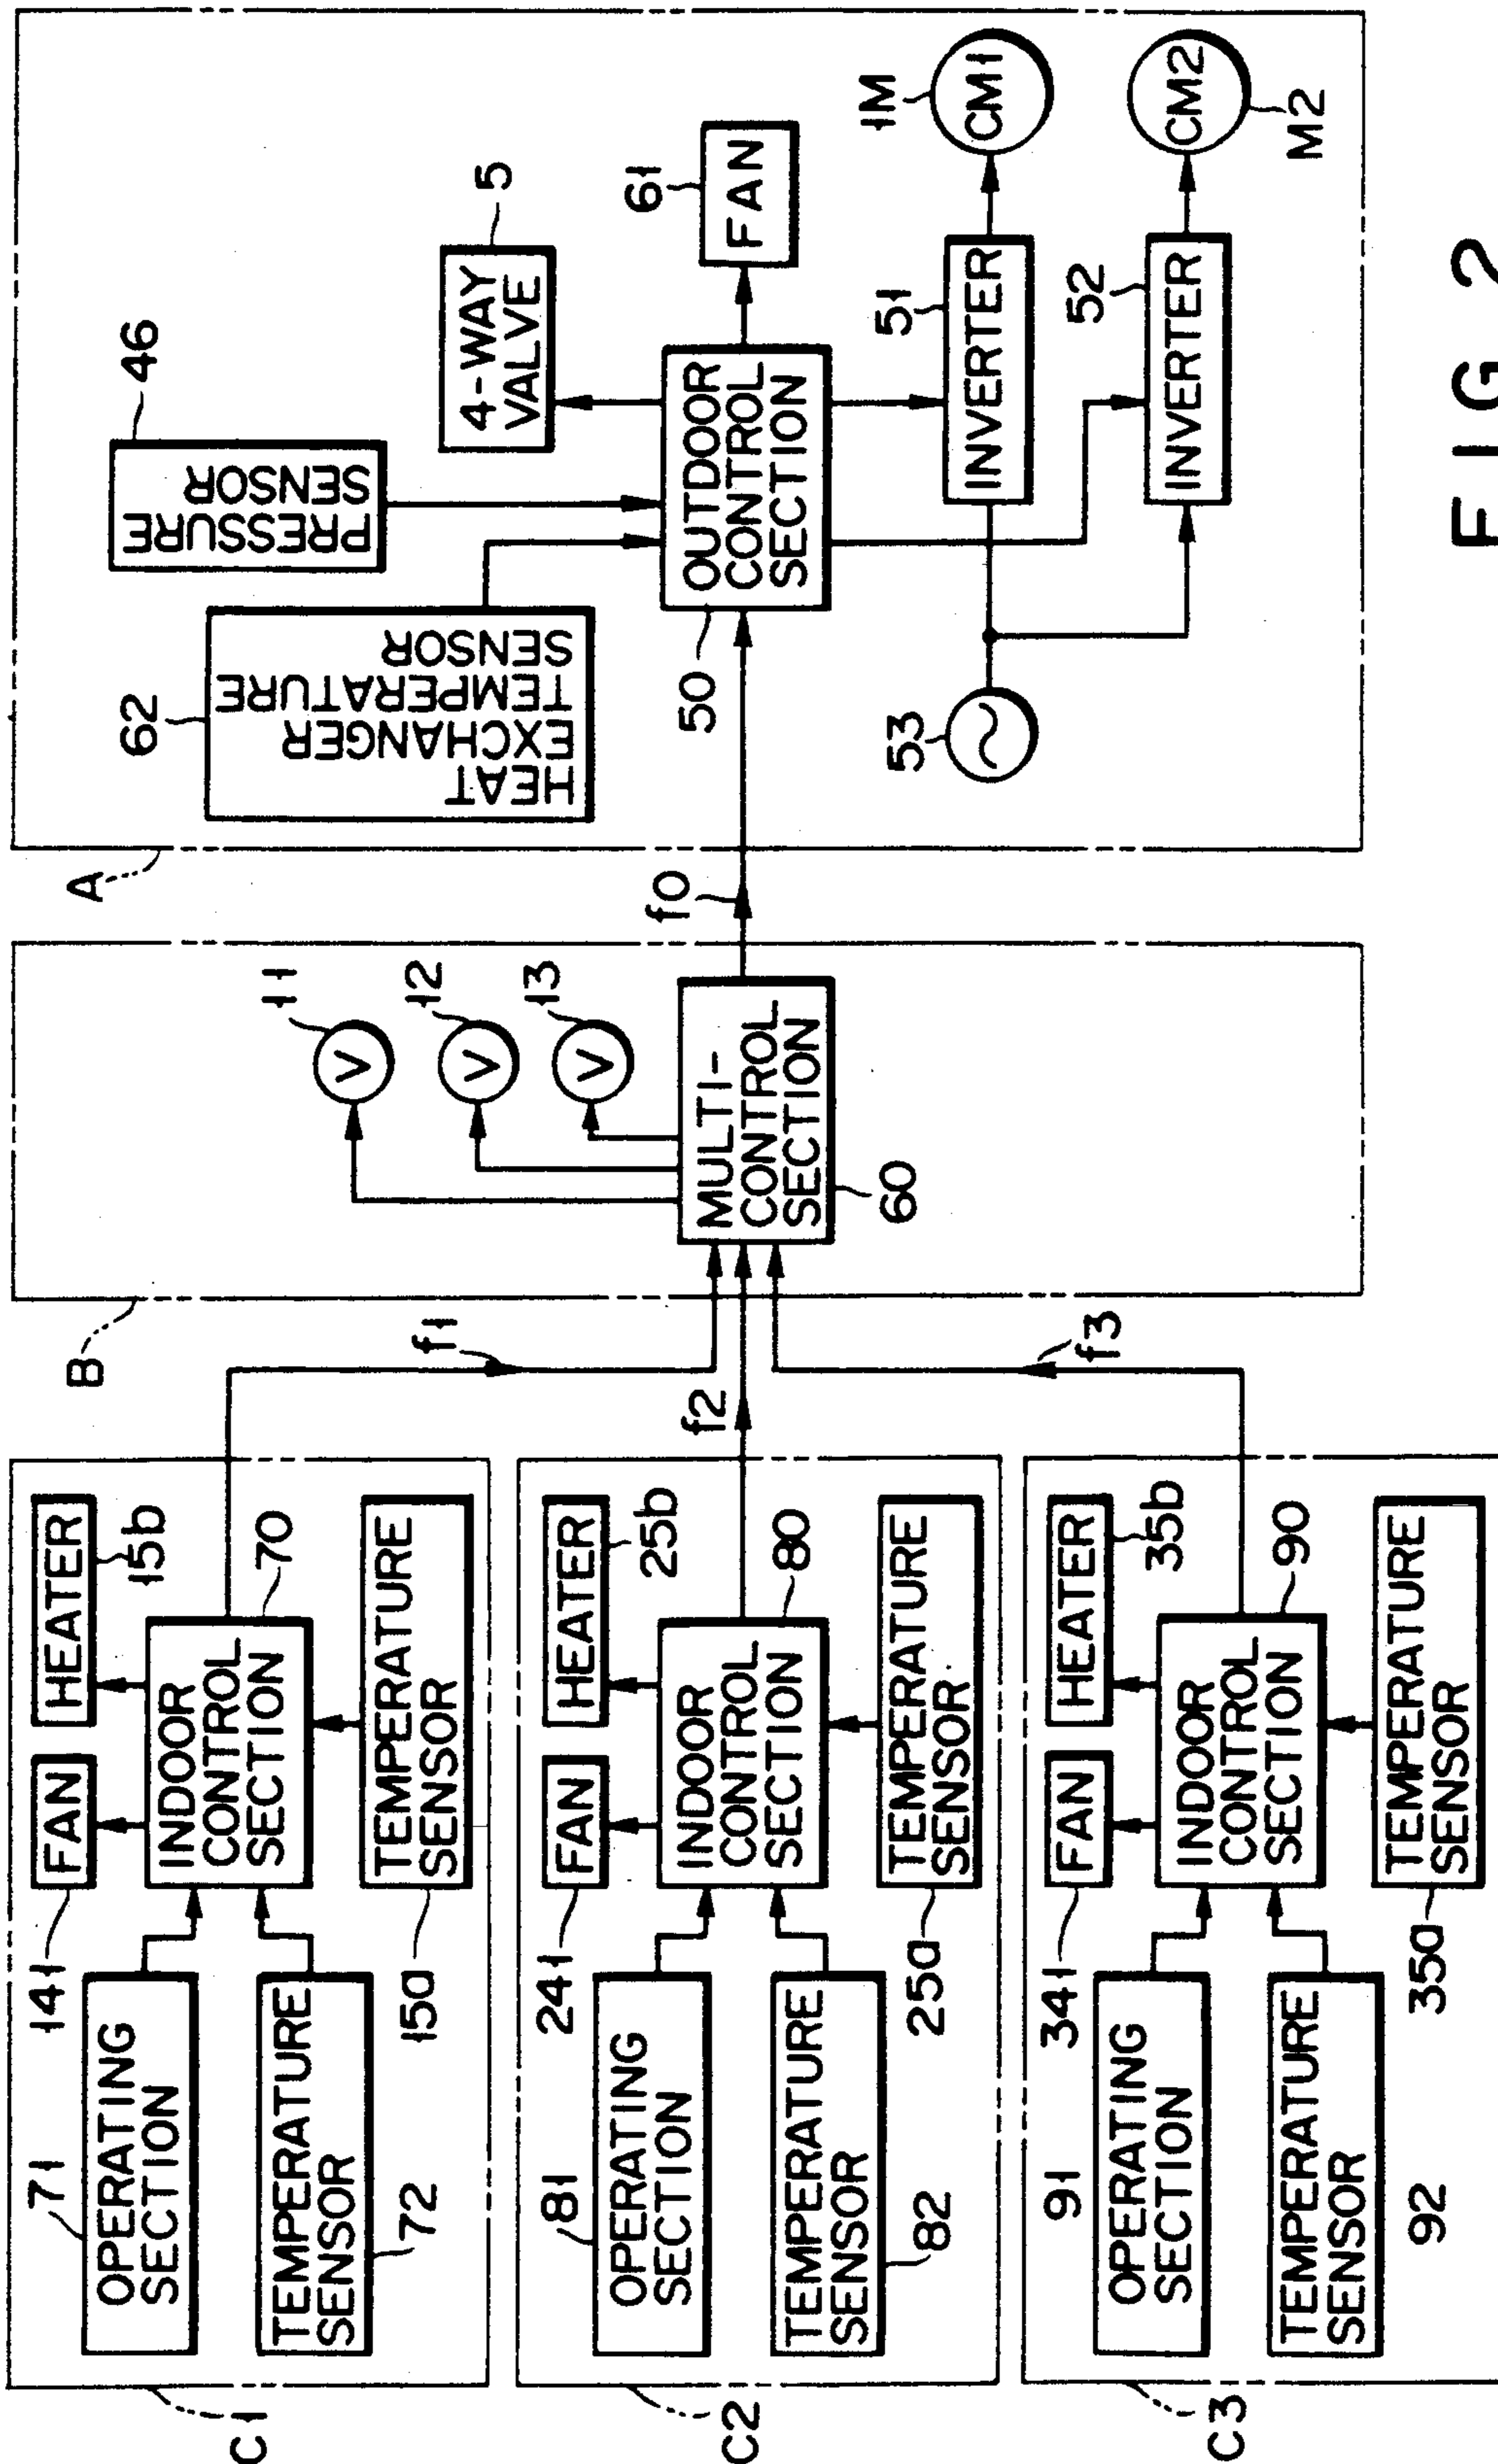 C1
71
OPERATING
SECTION
TEMPERATURE
SENSOR
72
141
FAN
HEATER
15b
INDOOR
CONTROL
SECTION
70
TEMPERATURE
SENSOR
15a
C2
81
OPERATING
SECTION
TEMPERATURE
SENSOR
82
241
FAN
HEATER
25b
INDOOR
CONTROL
SECTION
80
TEMPERATURE
SENSOR
25a
C3
91
OPERATING
SECTION
TEMPERATURE
SENSOR
92
341
FAN
HEATER
35b
INDOOR
CONTROL
SECTION
90
TEMPERATURE
SENSOR
35a
f1
f2
f3
B
11
V
12
V
13
V
MULTI-
CONTROL
SECTION
60
f0
A
62
HEAT
EXCHANGER
TEMPERATURE
SENSOR
46
PRESSURE
SENSOR
5
4-WAY
VALVE
61
FAN
OUTDOOR
CONTROL
SECTION
50
51
INVERTER
1M
CM1
52
INVERTER
CM2
M2
53
FIG 2